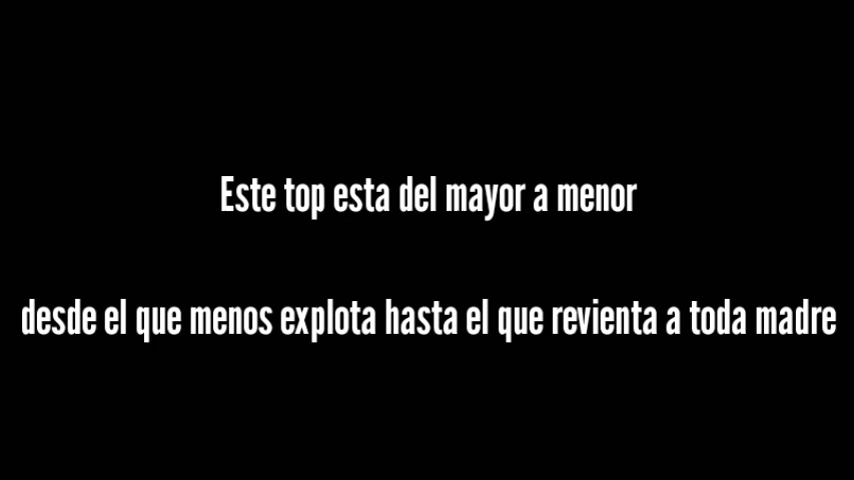 Este top esta del mayor a menor
desde el que menos explota hasta el que revienta a toda madre